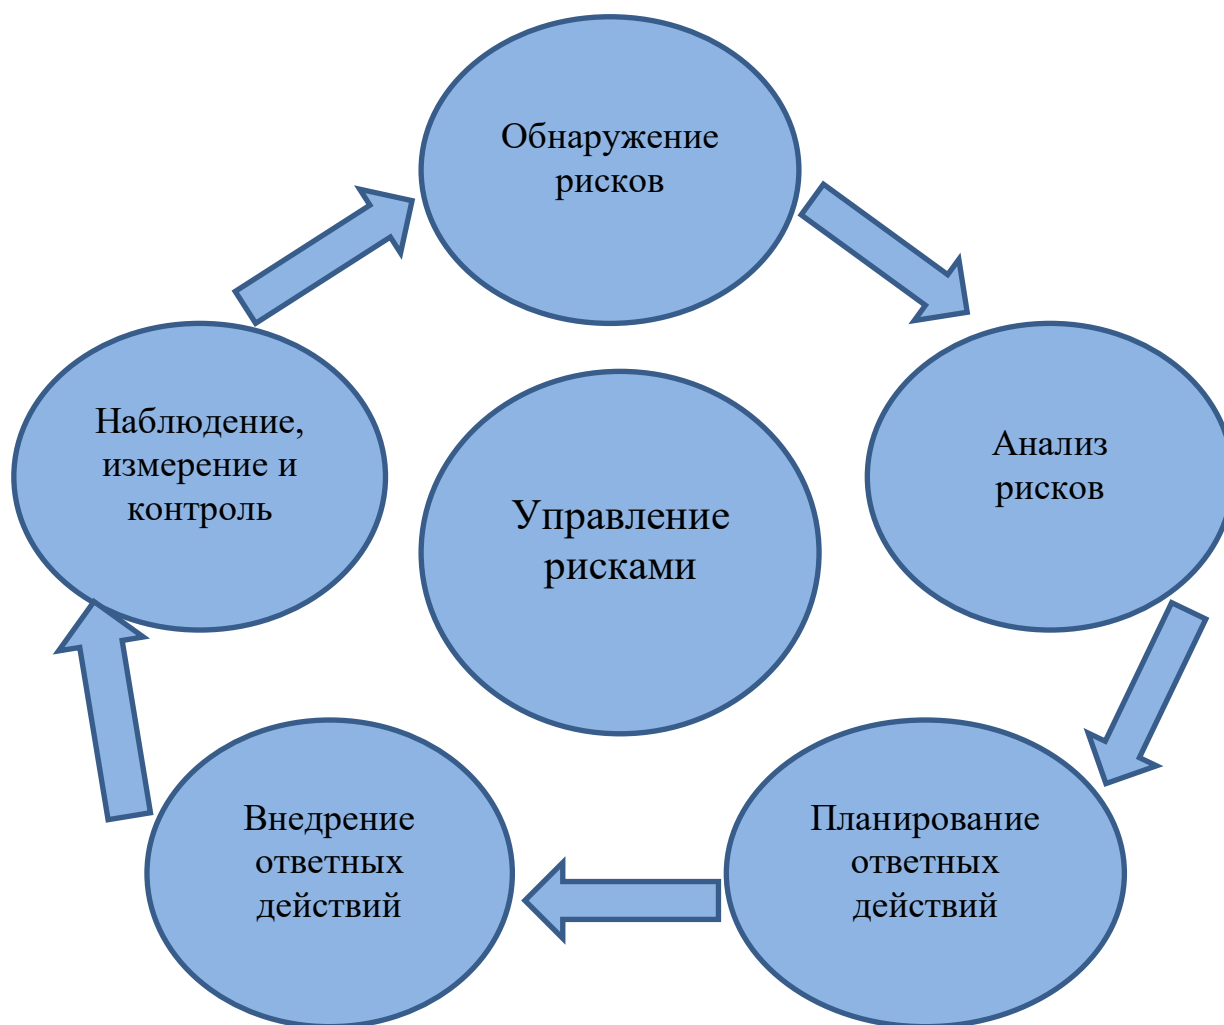 Обнаружение
рисков
Наблюдение,
измерение и
контроль
Анализ
рисков
Управление
рисками
Внедрение
ответных
действий
Планирование
ответных
действий